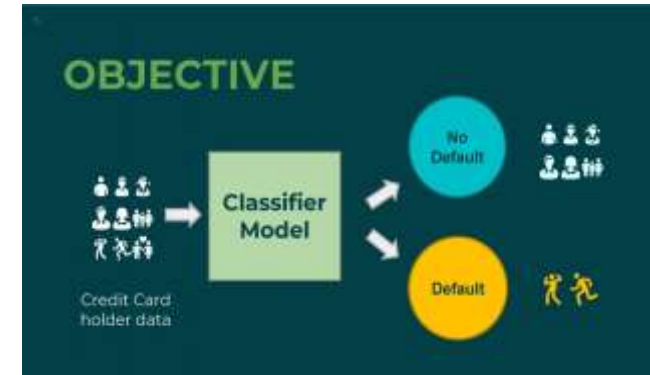 OBJECTIVE
No
Default
Classifier
Model
Credit Card
holder data
Default